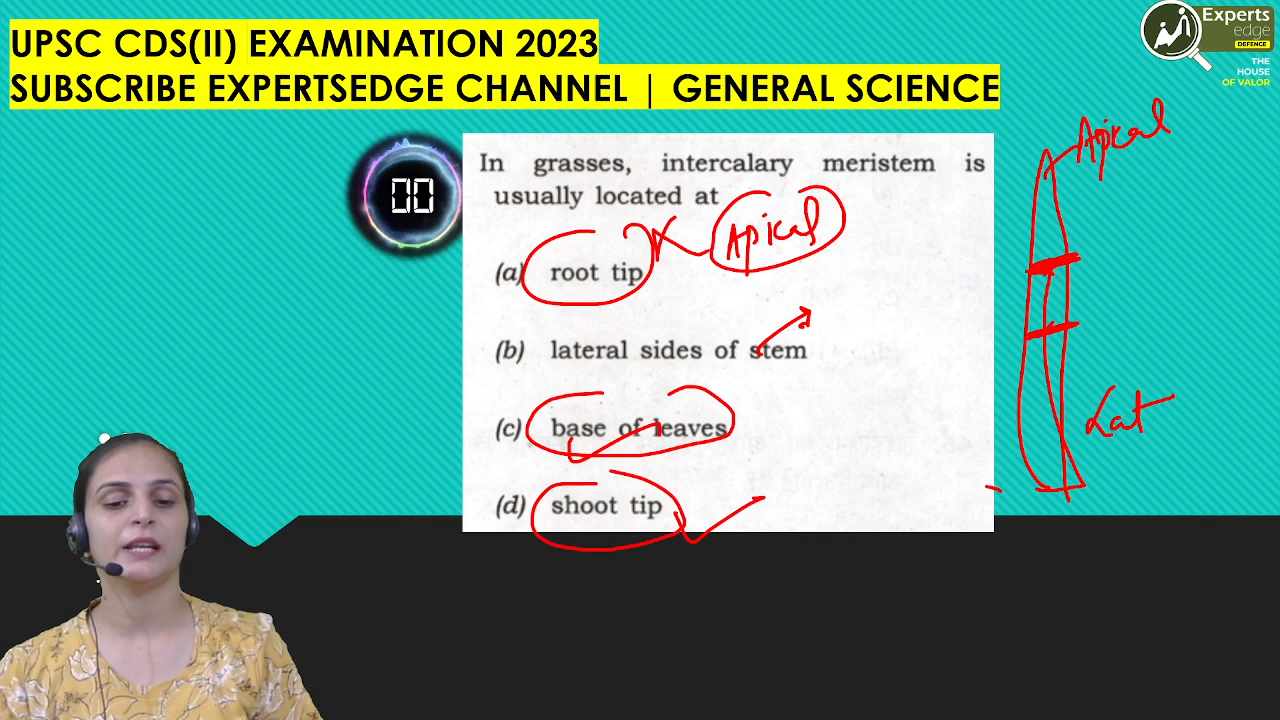 UPSC CDS(II) EXAMINATION 2023
SUBSCRIBE EXPERTSEDGE CHANNEL | GENERAL SCIENCE
Experts
edge
DEFENCE
THE
HOUSE
OF VALOR
00
In grasses, intercalary meristem is
usually located at
(a) root tip
Apical
(b) lateral sides of stem
(c) base of leaves
(d) shoot tip
Apical
Lat